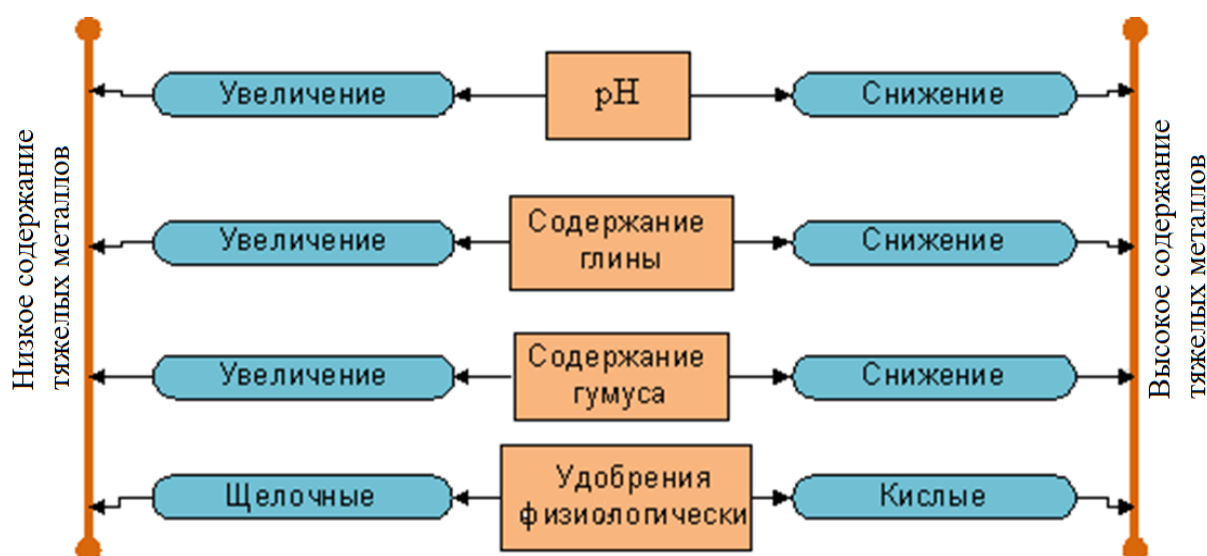 Низкое содержание
тяжелых металлов
Увеличение
pH
Снижение
Увеличение
Содержание
глины
Снижение
Увеличение
Содержание
гумуса
Снижение
Щелочные
Удобрения
физиологически
Кислые
Высокое содержание
тяжелых металлов